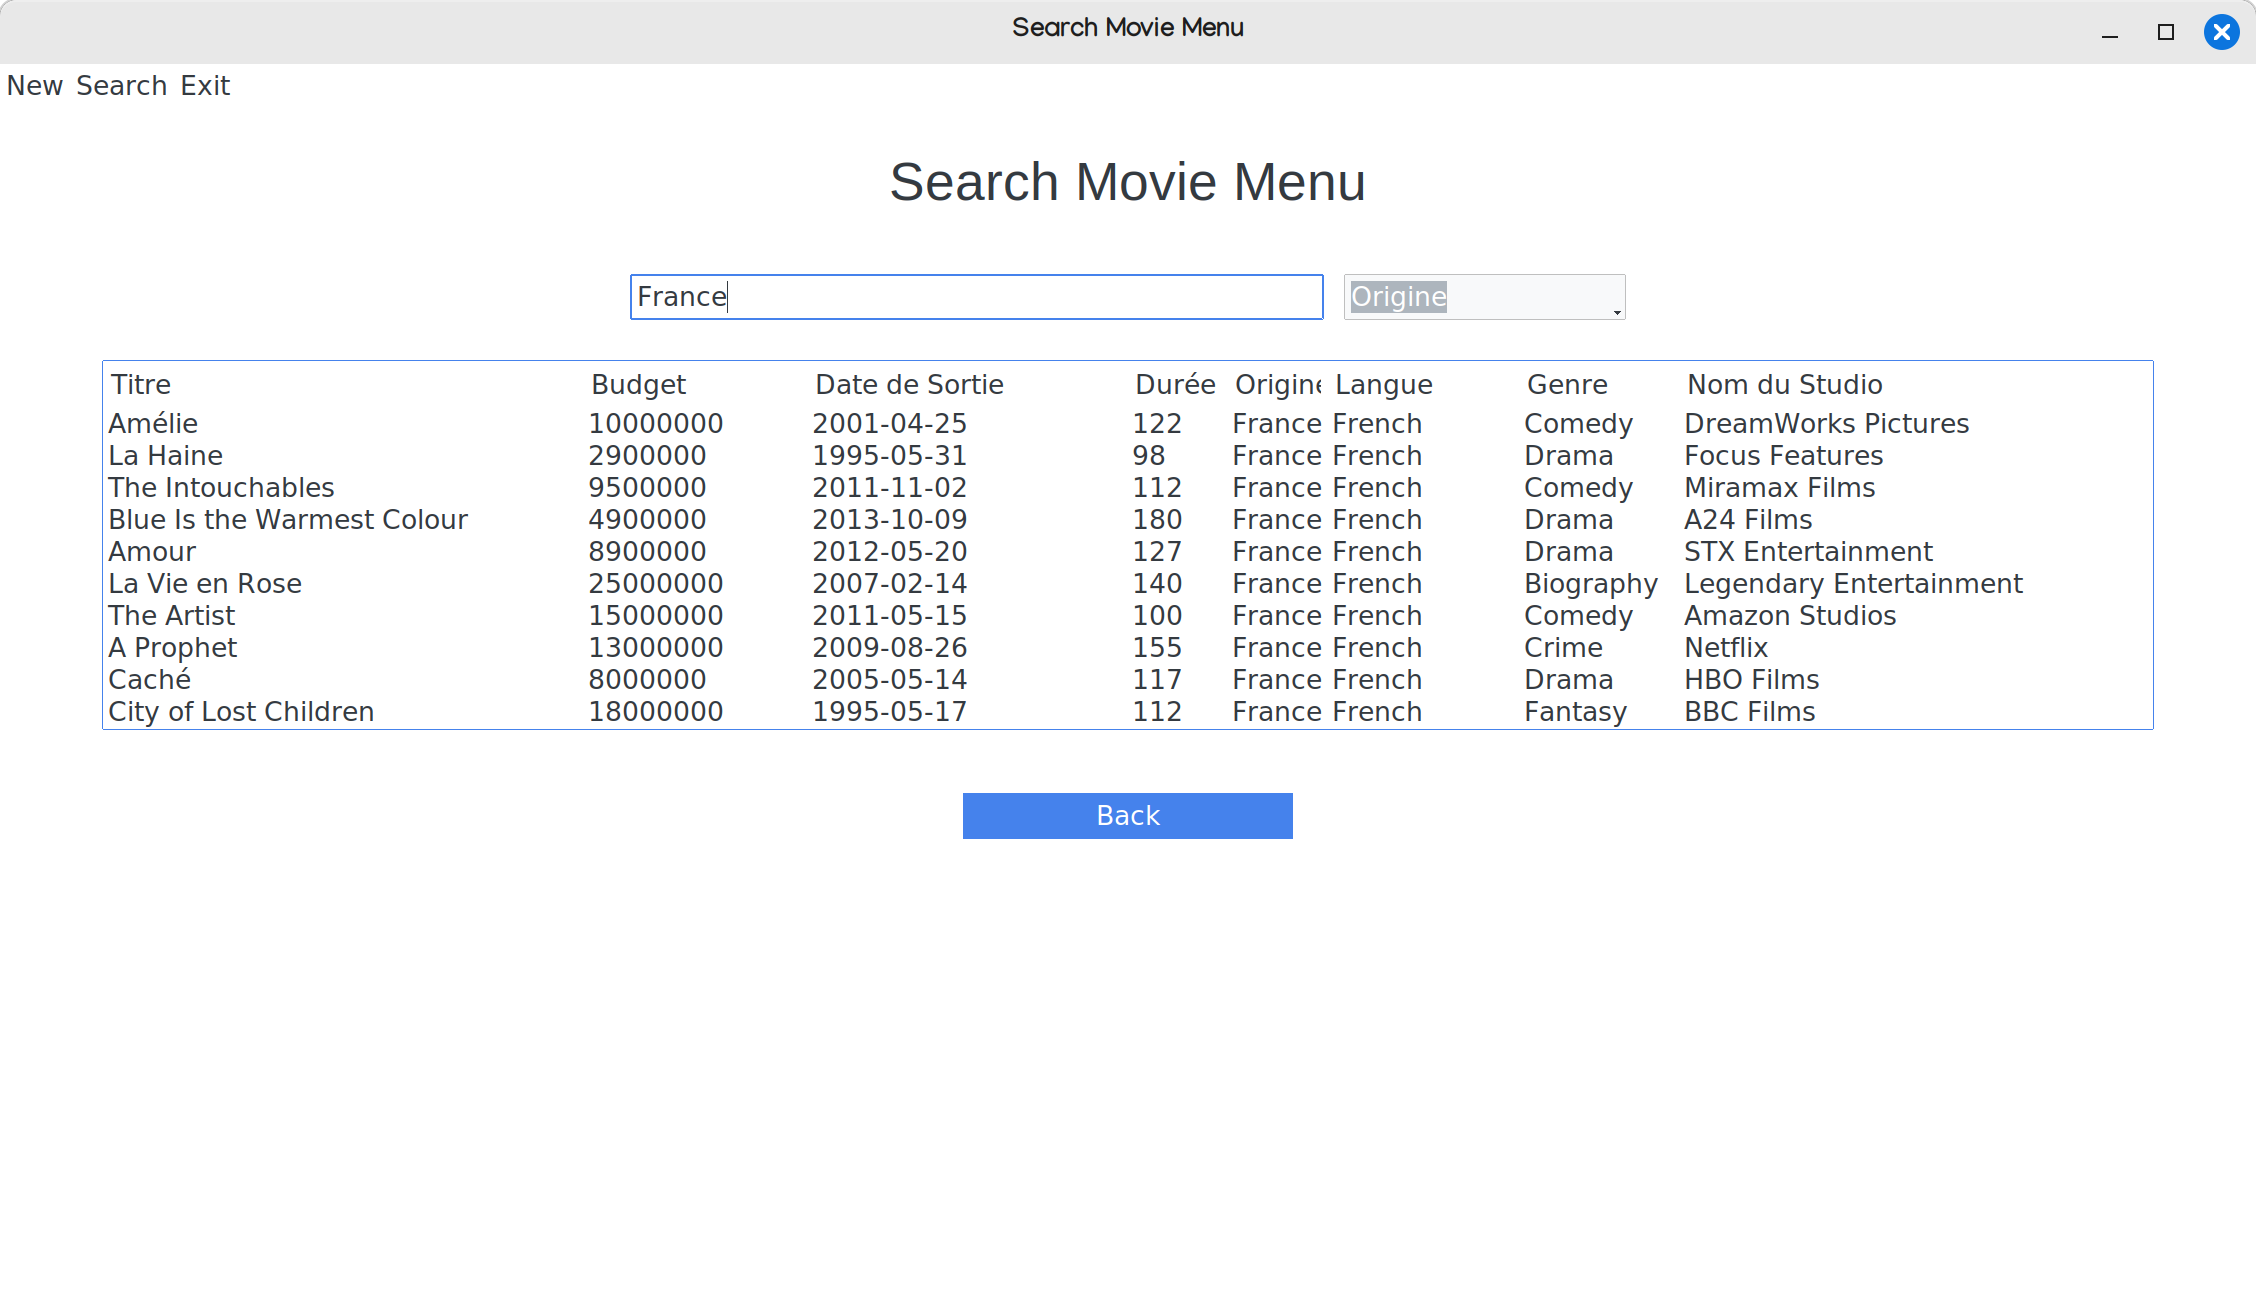 Search Movie Menu
New Search Exit
Search Movie Menu
France Origine
Titre Budget Date de Sortie Durée Origine Langue Genre Nom du Studio
Amélie 10000000 2001-04-25 122 France French Comedy DreamWorks Pictures
La Haine 2900000 1995-05-31 98 France French Drama Focus Features
The Intouchables 9500000 2011-11-02 112 France French Comedy Miramax Films
Blue Is the Warmest Colour 4900000 2013-10-09 180 France French Drama A24 Films
Amour 8900000 2012-05-20 127 France French Drama STX Entertainment
La Vie en Rose 25000000 2007-02-14 140 France French Biography Legendary Entertainment
The Artist 15000000 2011-05-15 100 France French Comedy Amazon Studios
A Prophet 13000000 2009-08-26 155 France French Crime Netflix
Caché 8000000 2005-05-14 117 France French Drama HBO Films
City of Lost Children 18000000 1995-05-17 112 France French Fantasy BBC Films
Back